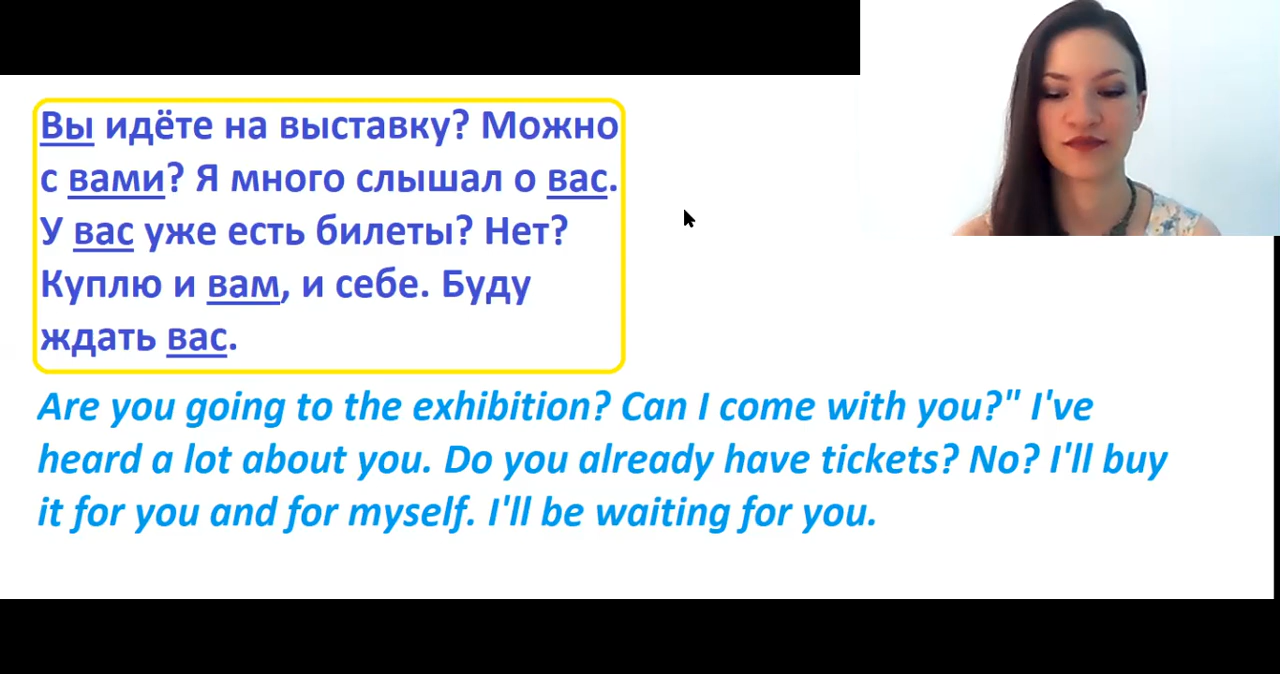 Вы идёте на выставку? Можно
с вами? Я много слышал о вас.
У вас уже есть билеты? Нет?
Куплю и вам, и себе. Буду
ждать вас.
Are you going to the exhibition? Can I come with you?" I've
heard a lot about you. Do you already have tickets? No? I'll buy
it for you and for myself. I'll be waiting for you.